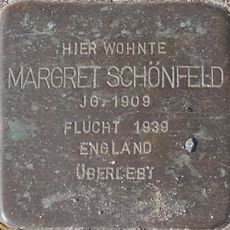 HIER WOHNTE
MARGRET SCHÖNFELD
JG. 1909
FLUCHT 1939
ENGLAND
ÜBERLEBT